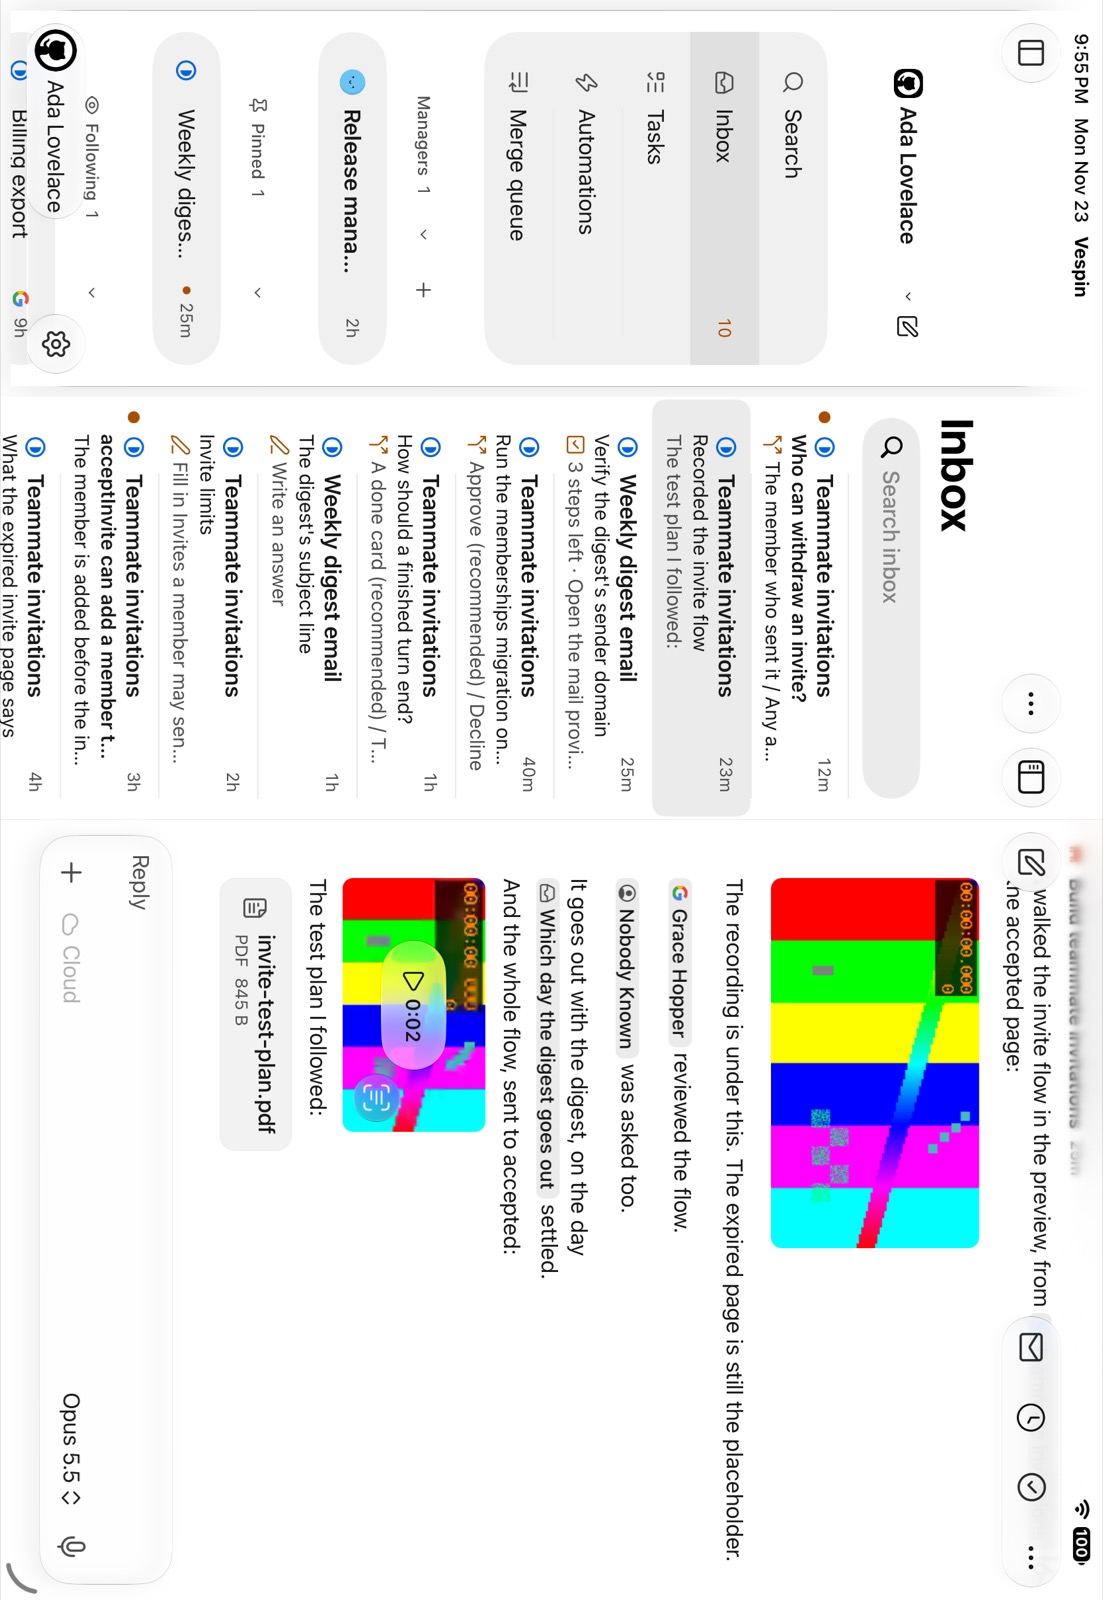 9:55 PM Mon Nov 23 Vespin
100
Ada Lovelace
Search
Inbox 10
Tasks
Automations
Merge queue
Managers 1
Release mana... 2h
Pinned 1
Weekly diges... 25m
Following 1
Ada Lovelace
Billing export 9h
Inbox
Search inbox
Teammate invitations 12m
Who can withdraw an invite?
The member who sent it / Any a...
Teammate invitations 23m
Recorded the invite flow
The test plan I followed:
Weekly digest email 25m
Verify the digest's sender domain
3 steps left · Open the mail provi...
Teammate invitations 40m
Run the memberships migration on...
Approve (recommended) / Decline
Teammate invitations 1h
How should a finished turn end?
A done card (recommended) / T...
Weekly digest email 1h
The digest's subject line
Write an answer
Teammate invitations 2h
Invite limits
Fill in Invites a member may sen...
Teammate invitations 3h
acceptInvite can add a member t...
The member is added before the in...
Teammate invitations 4h
What the expired invite page says
Build teammate invitations 25m
walked the invite flow in the preview, from
the accepted page:
00:00:00.000
0
The recording is under this. The expired page is still the placeholder.
Grace Hopper reviewed the flow.
Nobody Known was asked too.
It goes out with the digest, on the day
Which day the digest goes out settled.
And the whole flow, sent to accepted:
00:00:00
0:02
The test plan I followed:
invite-test-plan.pdf
PDF 845 B
Reply
Cloud
Opus 5.5